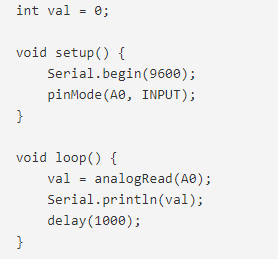 int val = 0;

void setup() {
    Serial.begin(9600);
    pinMode(A0, INPUT);
}

void loop() {
    val = analogRead(A0);
    Serial.println(val);
    delay(1000);
}